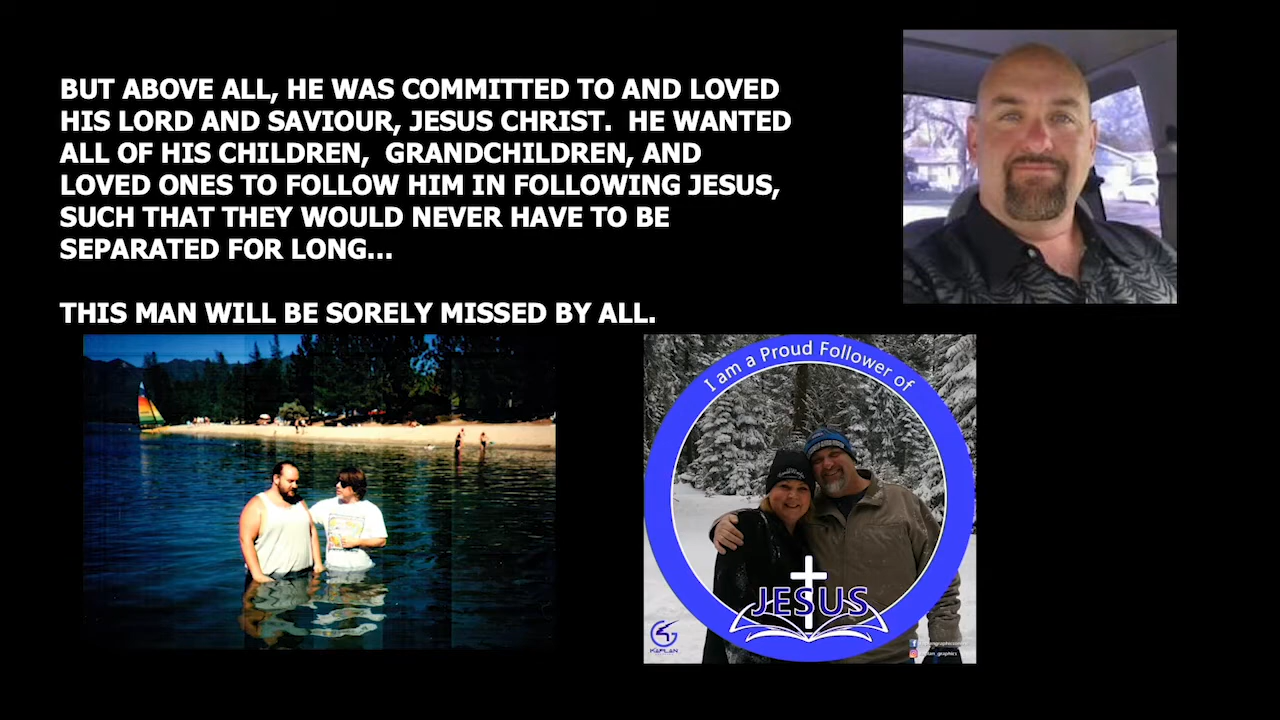 BUT ABOVE ALL, HE WAS COMMITTED TO AND LOVED
HIS LORD AND SAVIOUR, JESUS CHRIST.  HE WANTED
ALL OF HIS CHILDREN,  GRANDCHILDREN, AND
LOVED ONES TO FOLLOW HIM IN FOLLOWING JESUS,
SUCH THAT THEY WOULD NEVER HAVE TO BE
SEPARATED FOR LONG...
THIS MAN WILL BE SORELY MISSED BY ALL.
I am a Proud Follower of
JESUS
KAPLAN